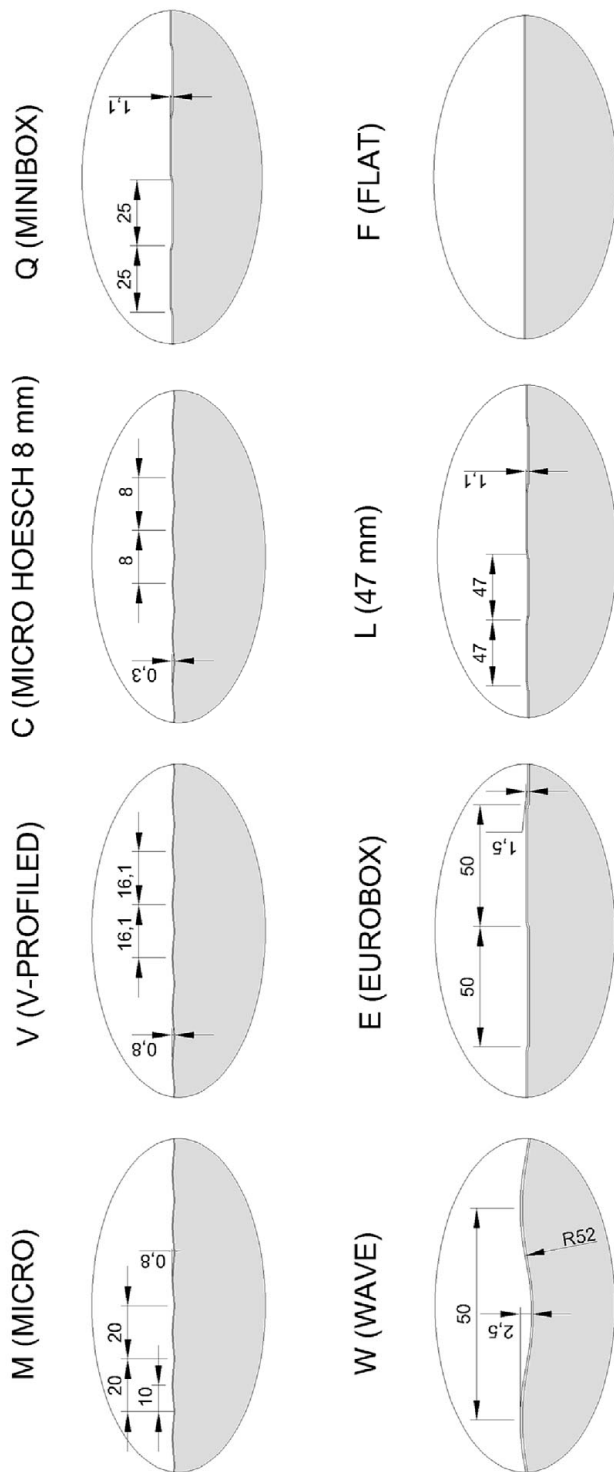 M (MICRO)
20
20
10
0,8
V (V-PROFILED)
16,1
16,1
0,8
C (MICRO HOESCH 8 mm)
8
8
0,3
Q (MINIBOX)
25
25
1,1
W (WAVE)
50
2,5
R52
E (EUROBOX)
50
50
1,5
L (47 mm)
47
47
1,1
F (FLAT)